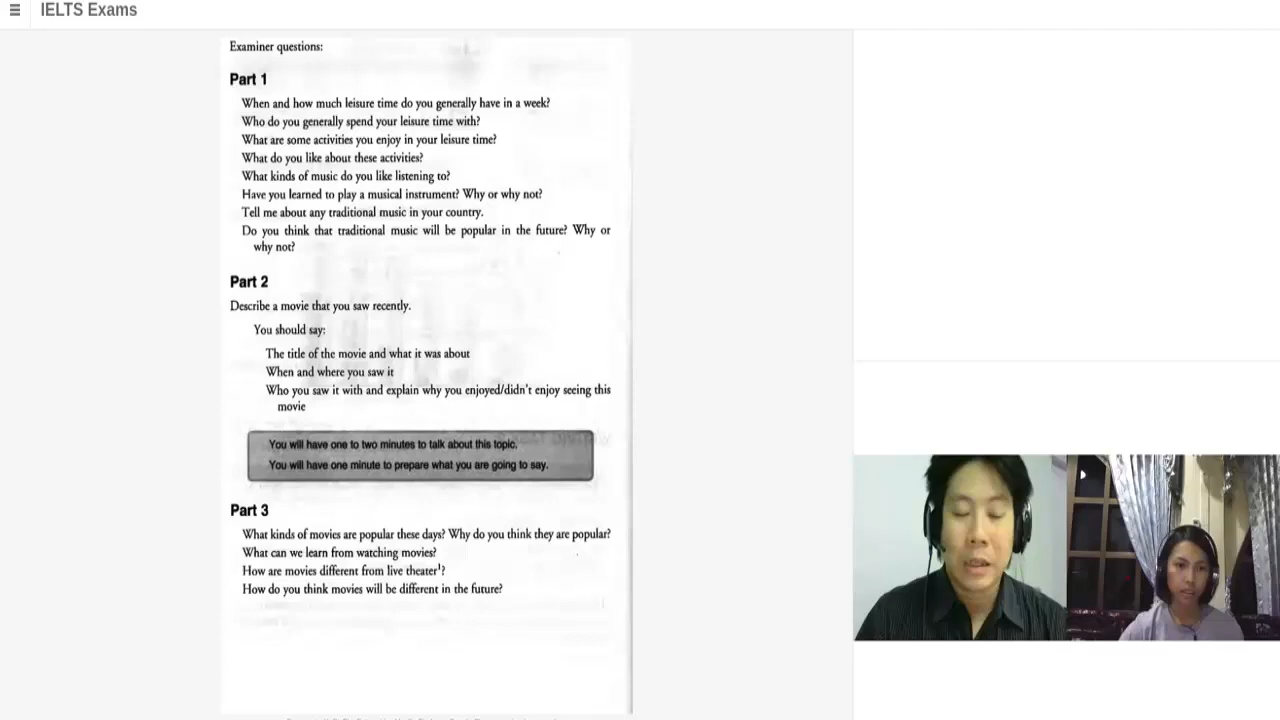 IELTS Exams
Examiner questions:
Part 1
When and how much leisure time do you generally have in a week?
Who do you generally spend your leisure time with?
What are some activities you enjoy in your leisure time?
What do you like about these activities?
What kinds of music do you like listening to?
Have you learned to play a musical instrument? Why or why not?
Tell me about any traditional music in your country.
Do you think that traditional music will be popular in the future? Why or
why not?
Part 2
Describe a movie that you saw recently.
You should say:
The title of the movie and what it was about
When and where you saw it
Who you saw it with and explain why you enjoyed/didn't enjoy seeing this
movie
You will have one to two minutes to talk about this topic.
You will have one minute to prepare what you are going to say.
Part 3
What kinds of movies are popular these days? Why do you think they are popular?
What can we learn from watching movies?
How are movies different from live theater¹?
How do you think movies will be different in the future?